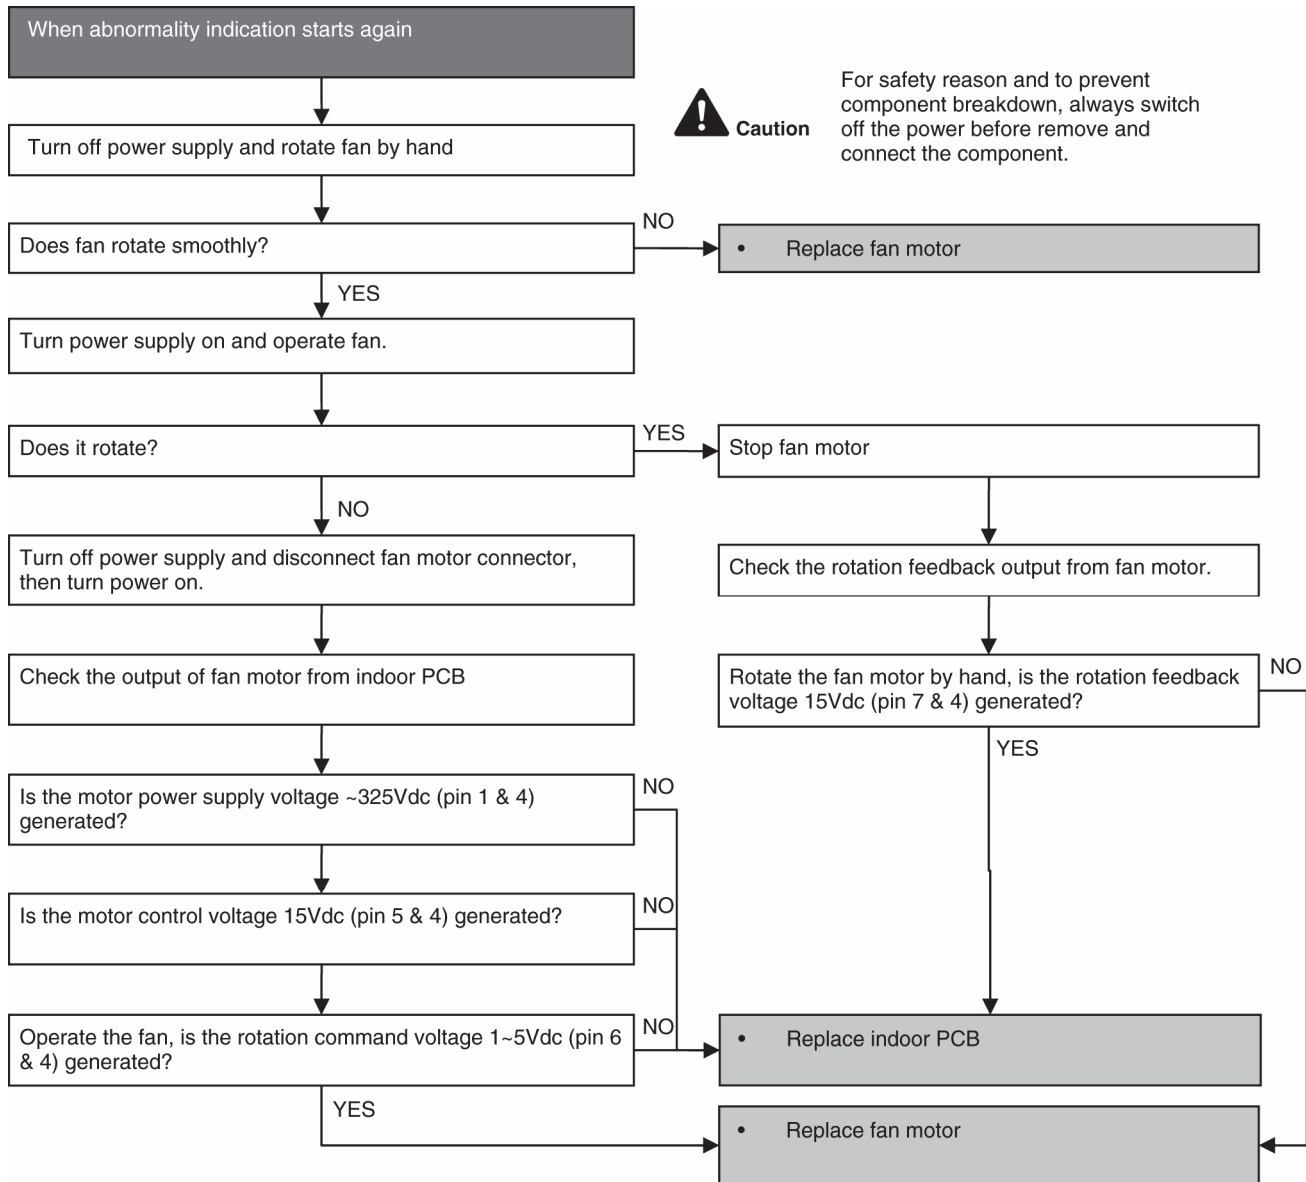 When abnormality indication starts again
For safety reason and to prevent
component breakdown, always switch
off the power before remove and
connect the component.
Caution
Turn off power supply and rotate fan by hand
Does fan rotate smoothly?
NO
• Replace fan motor
YES
Turn power supply on and operate fan.
Does it rotate?
YES
Stop fan motor
NO
Turn off power supply and disconnect fan motor connector,
then turn power on.
Check the rotation feedback output from fan motor.
Check the output of fan motor from indoor PCB
Rotate the fan motor by hand, is the rotation feedback
voltage 15Vdc (pin 7 & 4) generated?
NO
YES
Is the motor power supply voltage ~325Vdc (pin 1 & 4)
generated?
NO
Is the motor control voltage 15Vdc (pin 5 & 4) generated?
NO
Operate the fan, is the rotation command voltage 1~5Vdc (pin 6
& 4) generated?
NO
• Replace indoor PCB
YES
• Replace fan motor